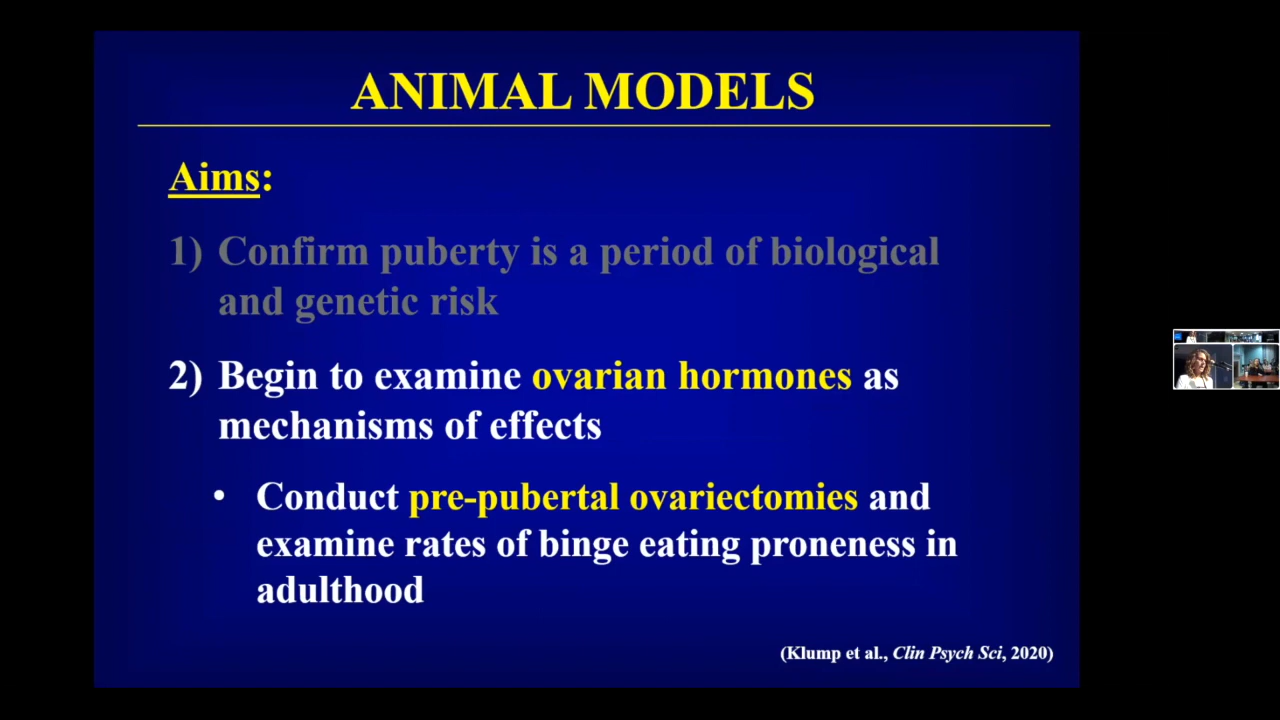 ANIMAL MODELS
Aims:
1) Confirm puberty is a period of biological
and genetic risk
2) Begin to examine ovarian hormones as
mechanisms of effects
• Conduct pre-pubertal ovariectomies and
examine rates of binge eating proneness in
adulthood
(Klump et al., Clin Psych Sci, 2020)